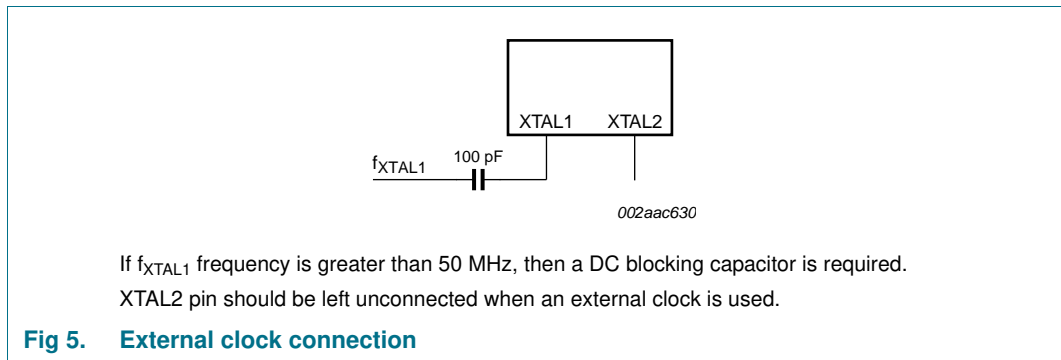 XTAL1 XTAL2
fXTAL1 100 pF
002aac630
If fXTAL1 frequency is greater than 50 MHz, then a DC blocking capacitor is required.
XTAL2 pin should be left unconnected when an external clock is used.
Fig 5. External clock connection